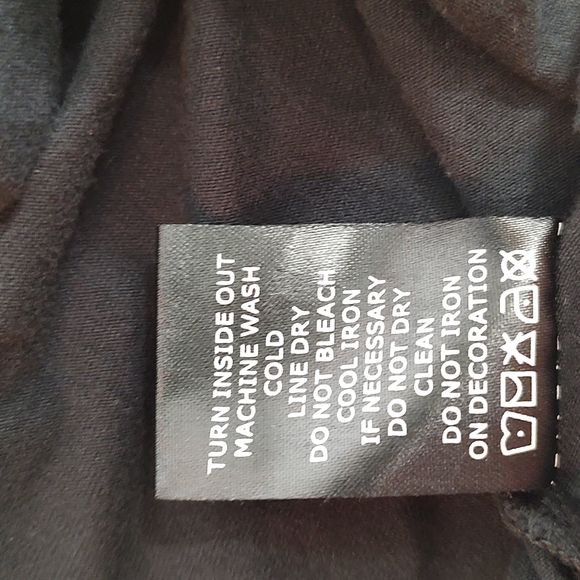 TURN INSIDE OUT
MACHINE WASH
COLD
LINE DRY
DO NOT BLEACH
COOL IRON
IF NECESSARY
DO NOT DRY
CLEAN
DO NOT IRON
ON DECORATION